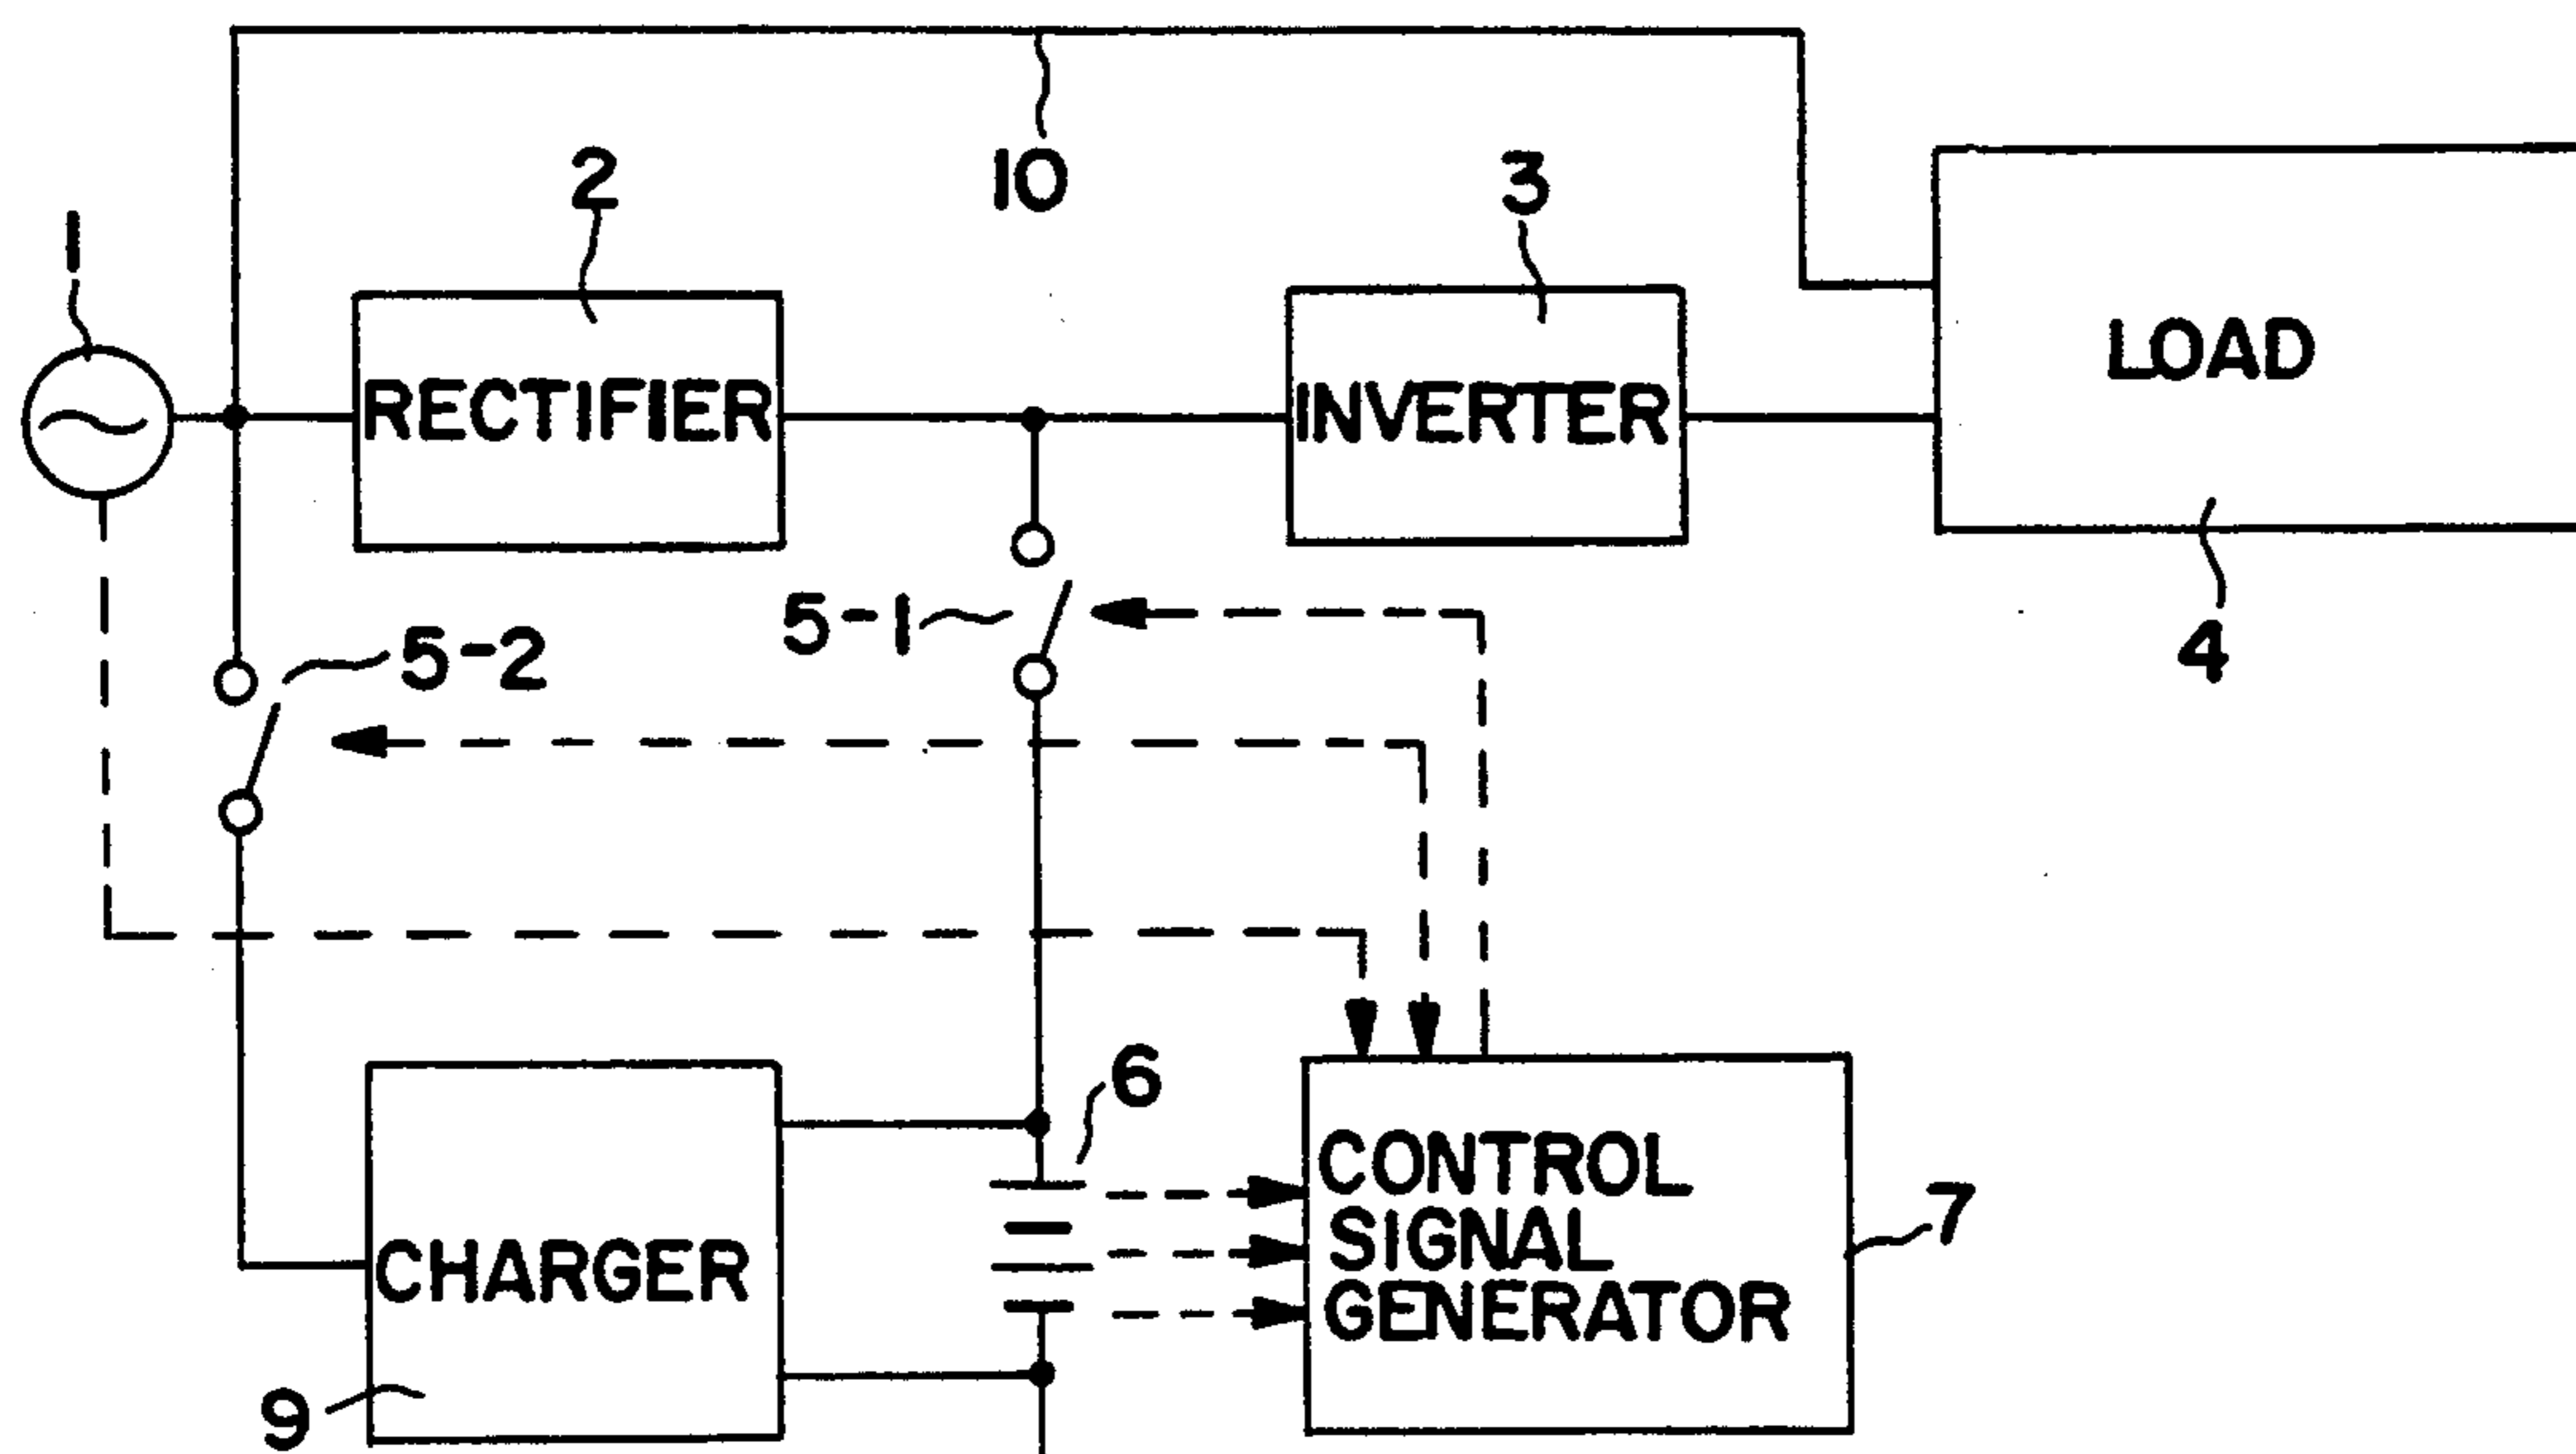 10
2
3
1
RECTIFIER
INVERTER
LOAD
5-1
5-2
4
6
CONTROL
SIGNAL
GENERATOR
7
CHARGER
9